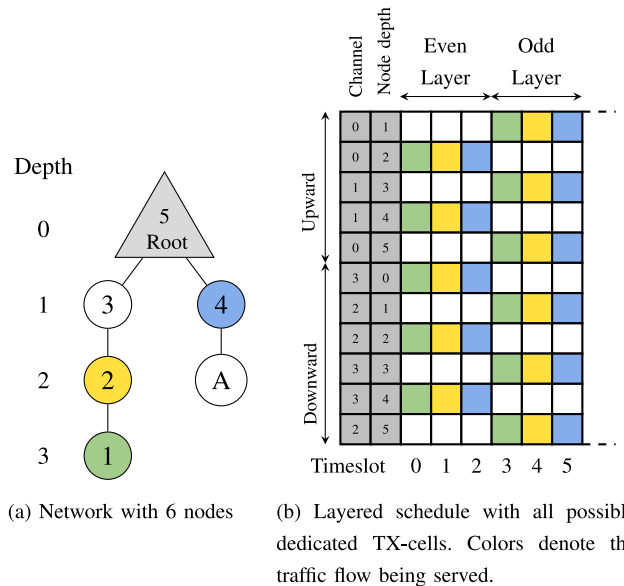 Channel
Node depth
Even
Layer
Odd
Layer
Depth
0
1
2
3
5
Root
3
4
2
A
1
Upward
Downward
0 1
0 2
1 3
1 4
0 5
3 0
2 1
2 2
3 3
3 4
2 5
Timeslot 0 1 2 3 4 5
(a) Network with 6 nodes
(b) Layered schedule with all possibl
dedicated TX-cells. Colors denote th
traffic flow being served.